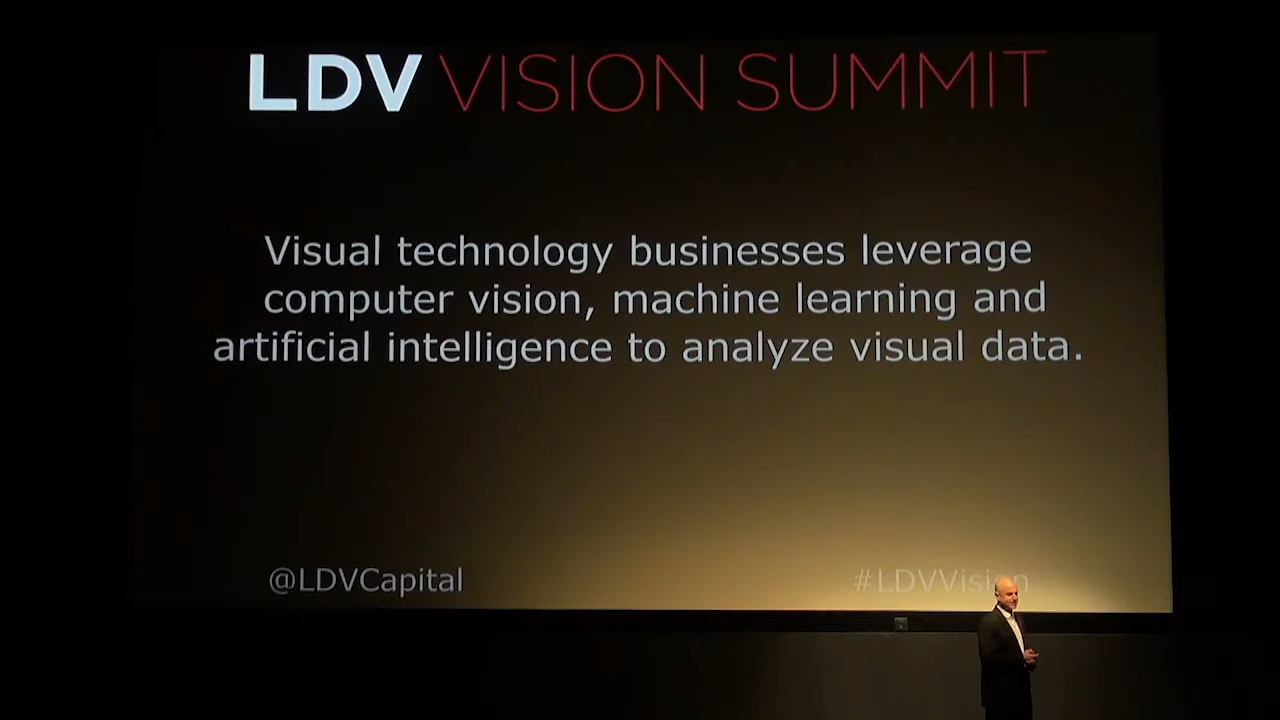 LDV VISION SUMMIT
Visual technology businesses leverage
computer vision, machine learning and
artificial intelligence to analyze visual data.
@LDVCapital
#LDVVision